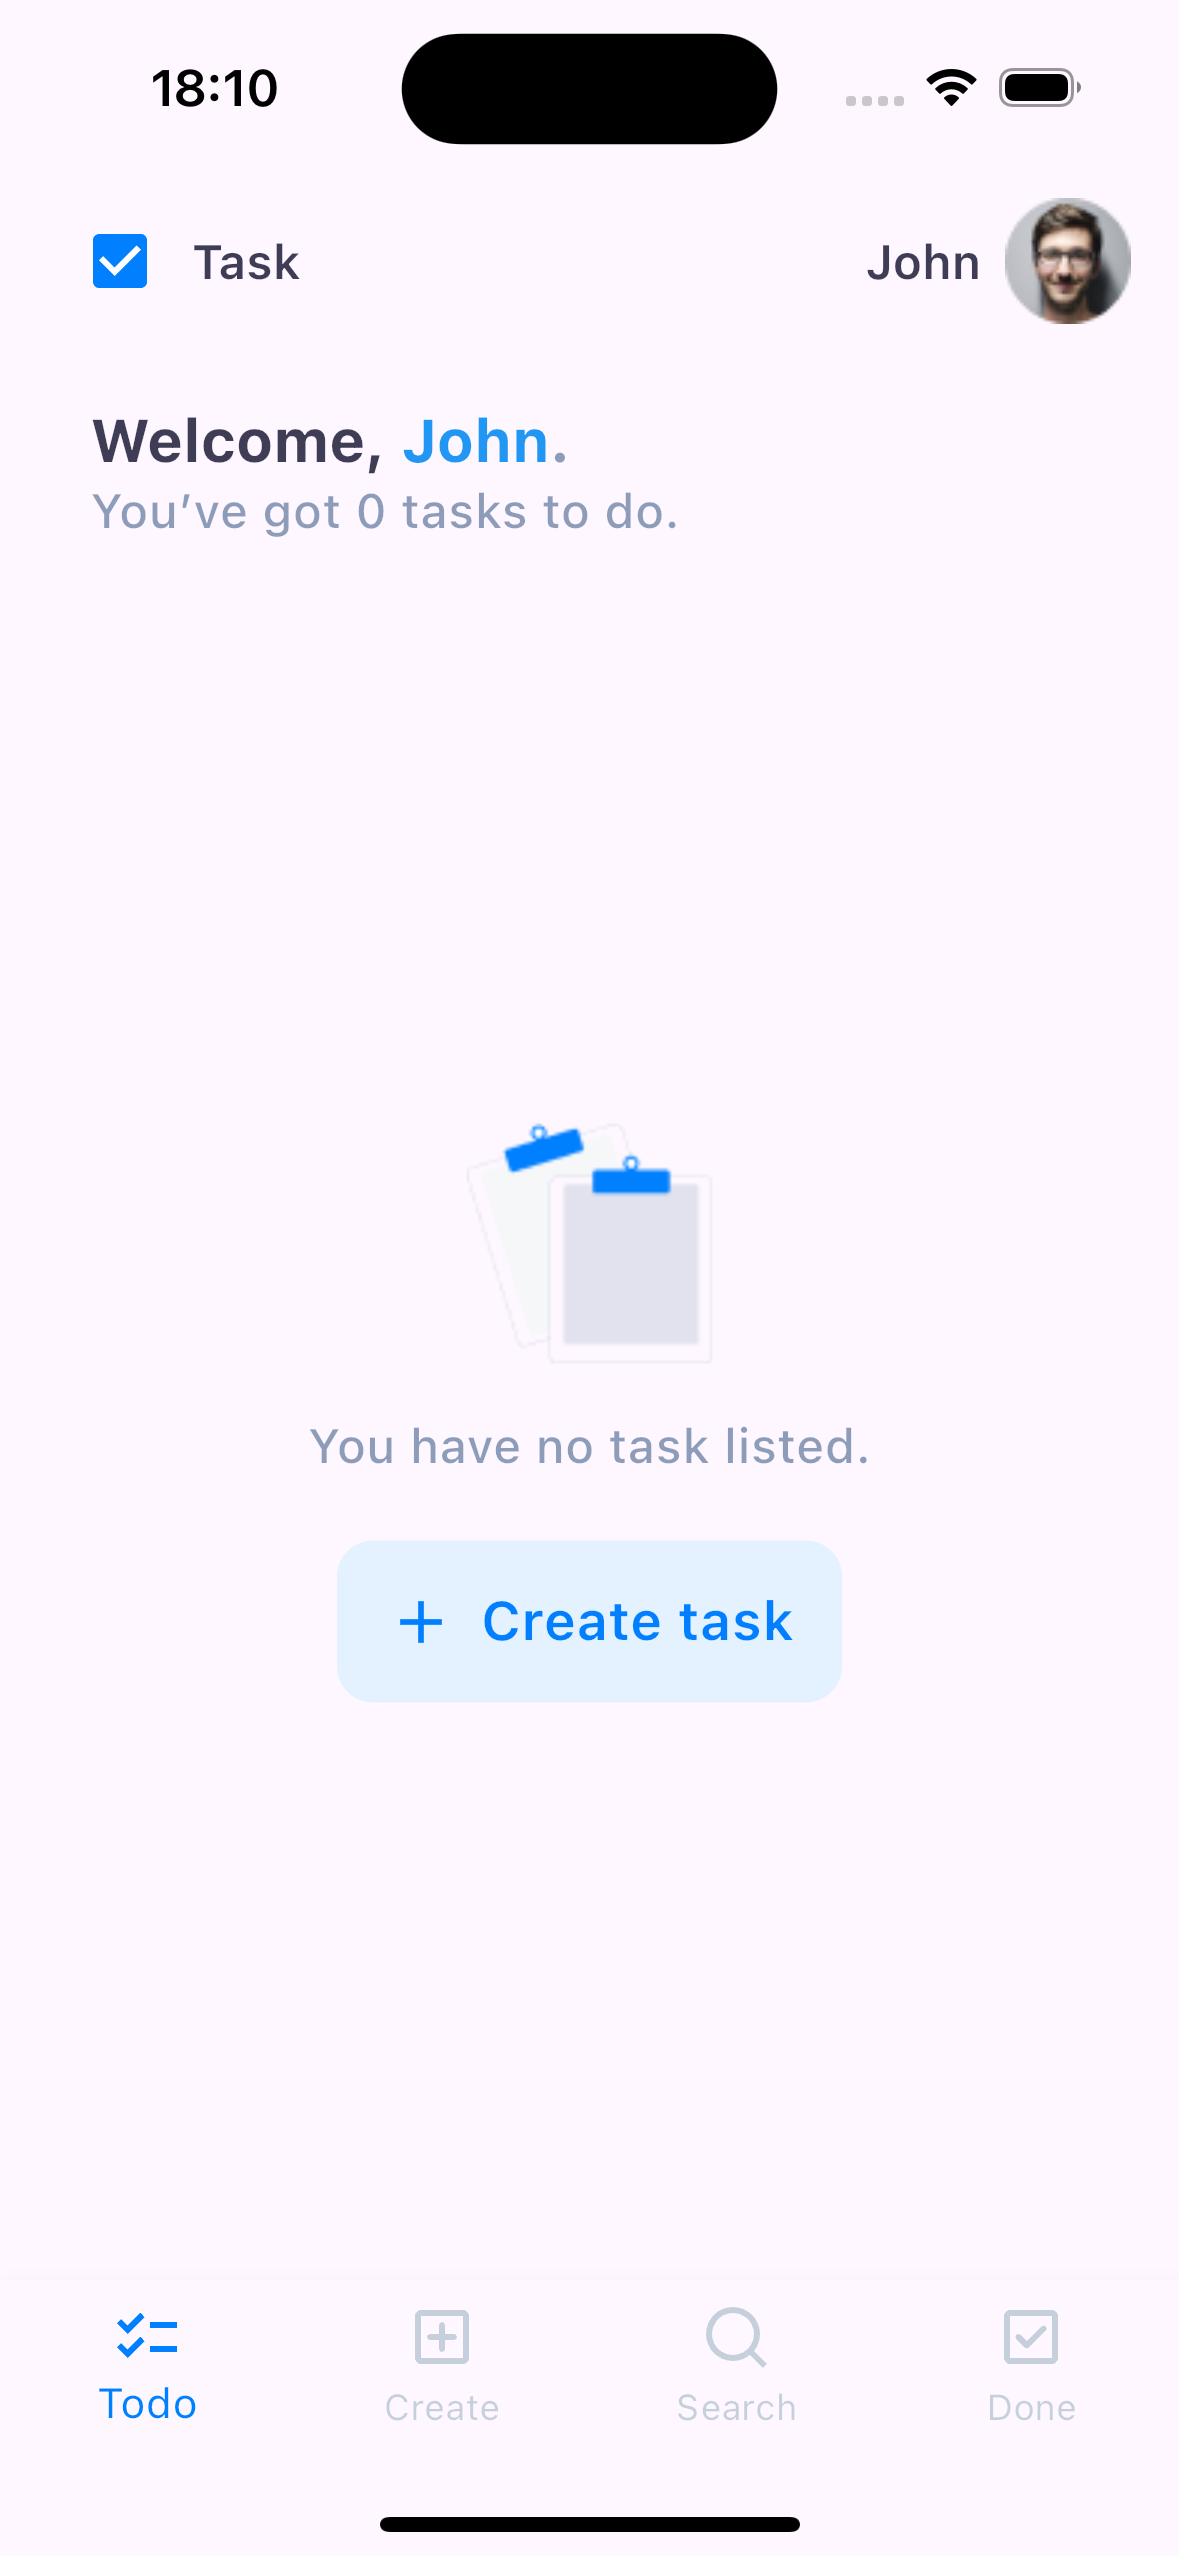 18:10
Task
John
Welcome, John.
You’ve got 0 tasks to do.
You have no task listed.
Create task
Todo
Create
Search
Done